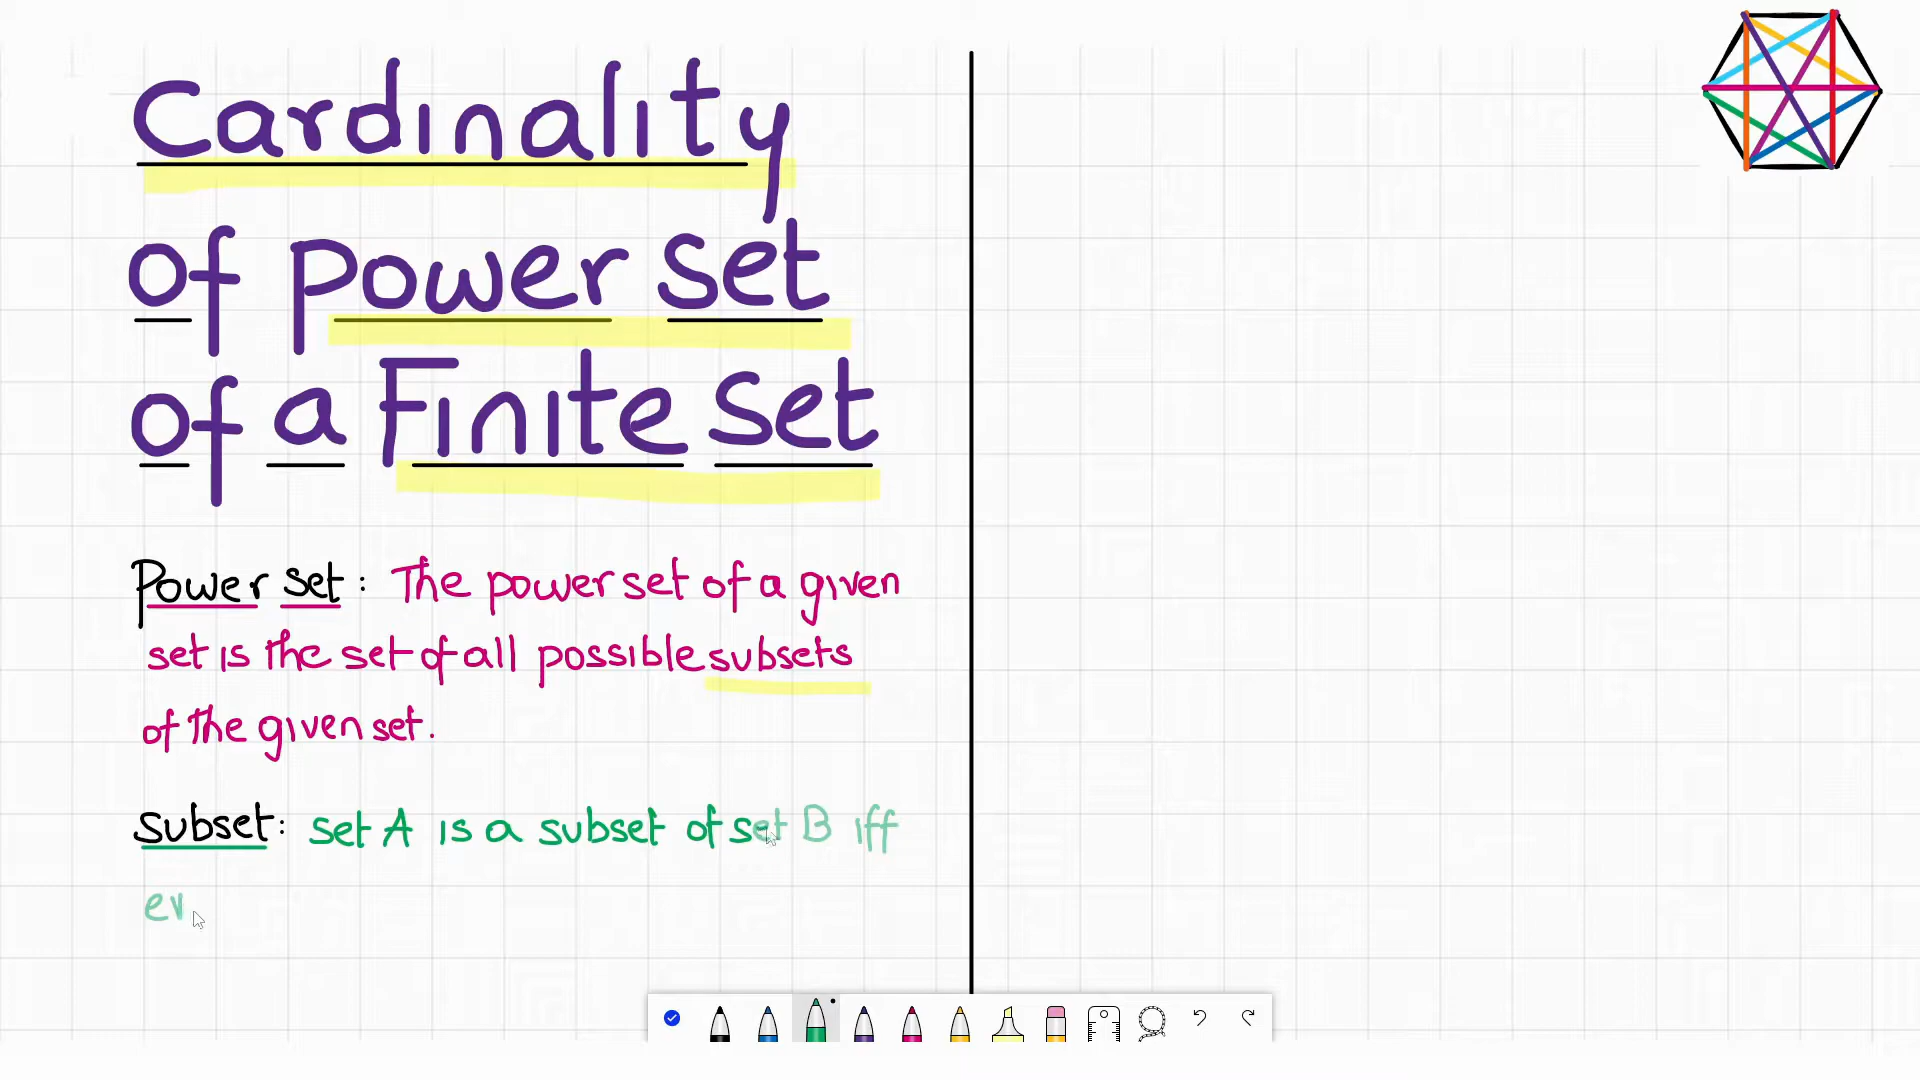 Cardinality
of power set
of a Finite set
Power set: The power set of a given
set is the set of all possible subsets
of the given set.
subset: set A is a subset of set B iff
ev